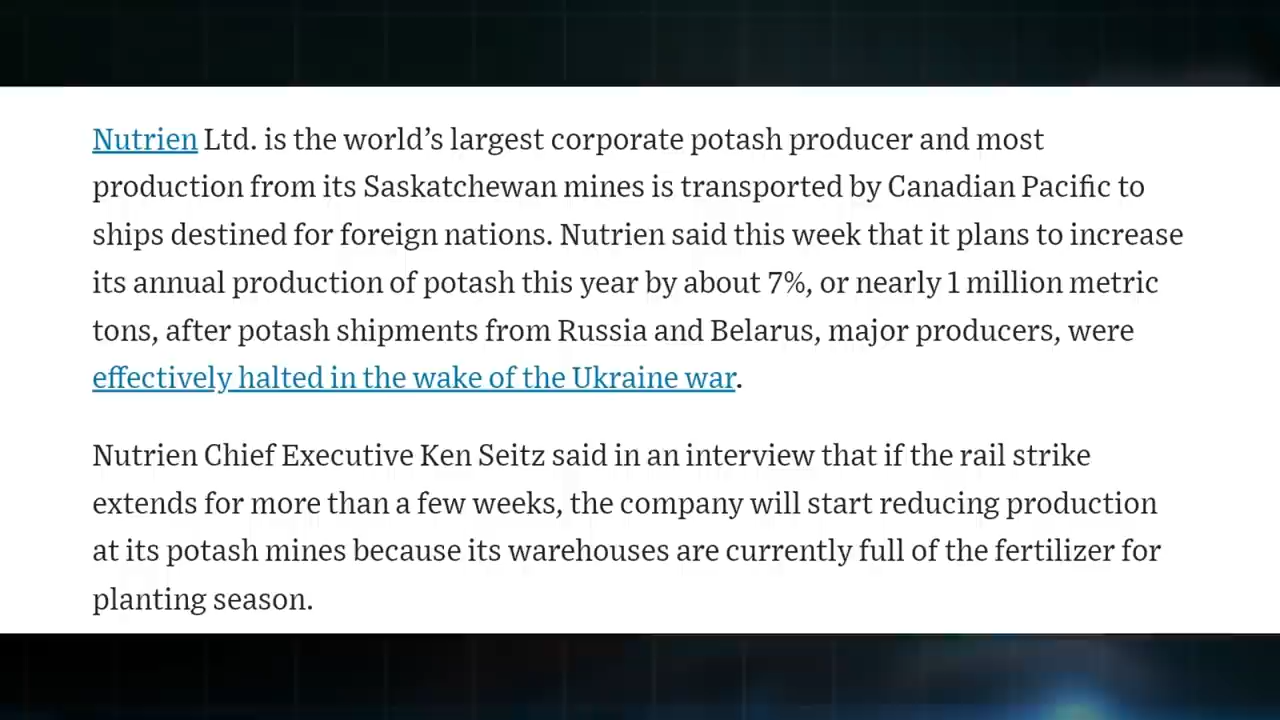 Nutrien Ltd. is the world’s largest corporate potash producer and most
production from its Saskatchewan mines is transported by Canadian Pacific to
ships destined for foreign nations. Nutrien said this week that it plans to increase
its annual production of potash this year by about 7%, or nearly 1 million metric
tons, after potash shipments from Russia and Belarus, major producers, were
effectively halted in the wake of the Ukraine war.
Nutrien Chief Executive Ken Seitz said in an interview that if the rail strike
extends for more than a few weeks, the company will start reducing production
at its potash mines because its warehouses are currently full of the fertilizer for
planting season.